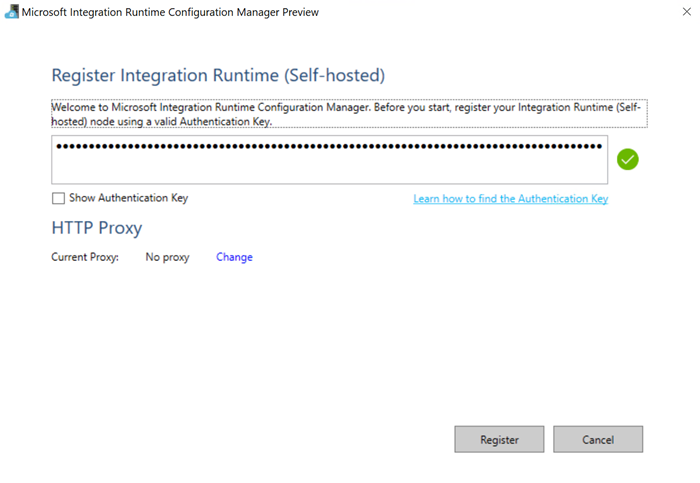 Microsoft Integration Runtime Configuration Manager Preview
Register Integration Runtime (Self-hosted)
Welcome to Microsoft Integration Runtime Configuration Manager. Before you start, register your Integration Runtime (Self-
hosted) node using a valid Authentication Key.
Show Authentication Key
Learn how to find the Authentication Key
HTTP Proxy
Current Proxy: No proxy Change
Register Cancel